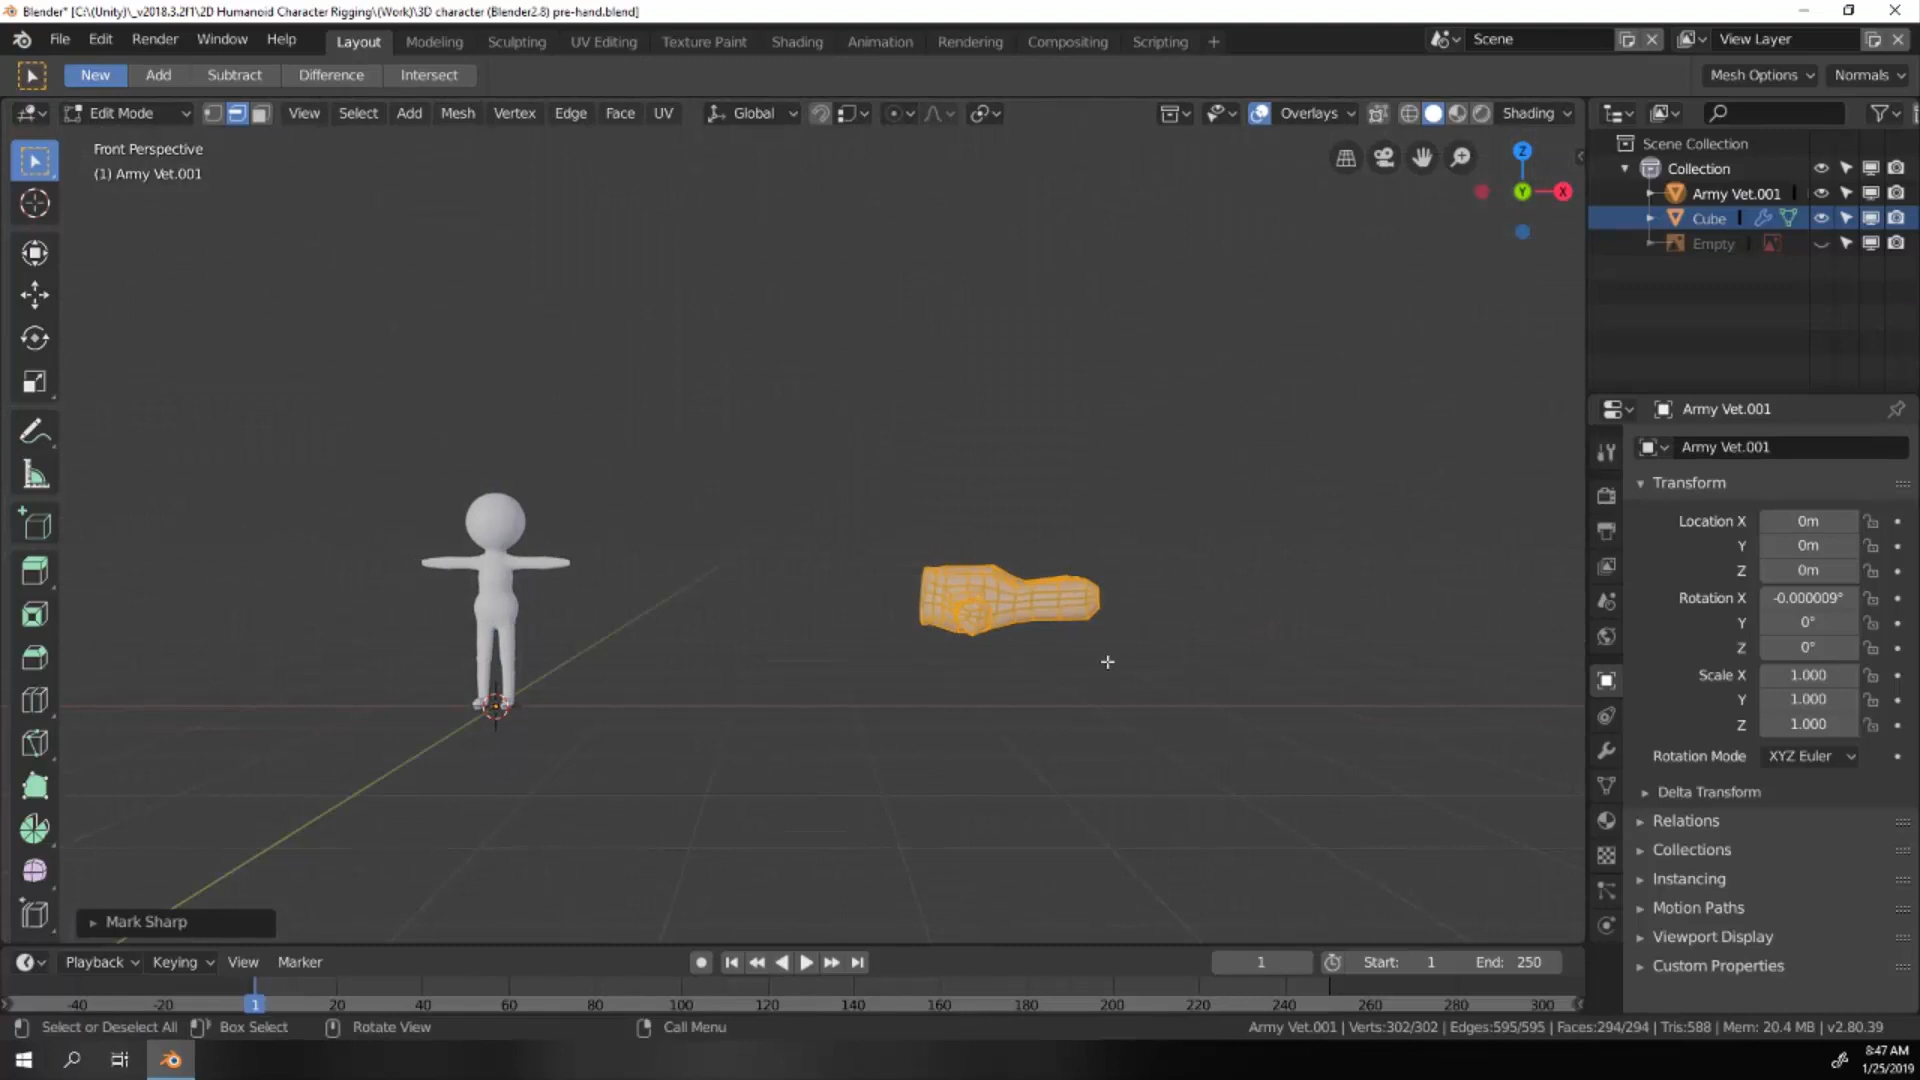 Blender* [C:\(Unity)\_v2018.3.2f1\2D Humanoid Character Rigging\(Work)\3D character (Blender2.8) pre-hand.blend]
File Edit Render Window Help Layout Modeling Sculpting UV Editing Texture Paint Shading Animation Rendering Compositing Scripting + Scene View Layer
New Add Subtract Difference Intersect Mesh Options Normals
Edit Mode View Select Add Mesh Vertex Edge Face UV Global Overlays Shading
Front Perspective
(1) Army Vet.001
Z
Y
X
Scene Collection
Collection
Army Vet.001
Cube
Empty
Army Vet.001
Army Vet.001
Transform
Location X 0m
Y 0m
Z 0m
Rotation X -0.000009°
Y 0°
Z 0°
Scale X 1.000
Y 1.000
Z 1.000
Rotation Mode XYZ Euler
Delta Transform
Relations
Collections
Instancing
Motion Paths
Viewport Display
Custom Properties
Mark Sharp
Playback Keying View Marker 1 Start: 1 End: 250
-40 -20 1 20 40 60 80 100 120 140 160 180 200 220 240 260 280 300
Select or Deselect All Box Select Rotate View Call Menu Army Vet.001 | Verts:302/302 | Edges:595/595 | Faces:294/294 | Tris:588 | Mem: 20.4 MB | v2.80.39
8:47 AM
1/25/2019